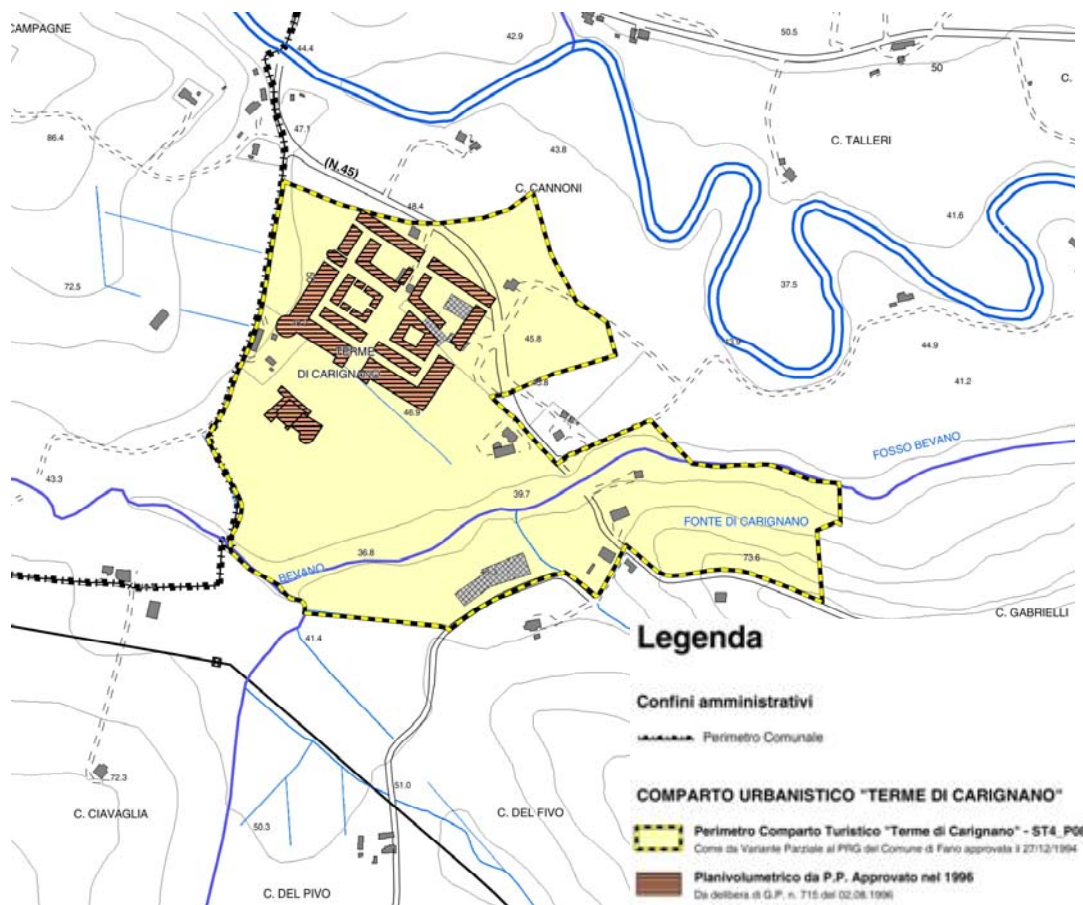 CAMPAGNE
44.4
42.9
50.5
50
C.
86.4
47.1
(N.45)
43.8
C. TALLERI
C. CANNONI
48.4
41.6
72.5
37.5
45.8
44.9
41.2
TERME
DI CARIGNANO
46.9
FOSSO BEVANO
43.3
39.7
FONTE DI CARIGNANO
36.8
73.6
BEVANO
C. GABRIELLI
41.4
Legenda
Confini amministrativi
Perimetro Comunale
72.3
51.0
C. CIAVAGLIA
50.3
C. DEL FIVO
C. DEL PIVO
COMPARTO URBANISTICO "TERME DI CARIGNANO"
Perimetro Comparto Turistico "Terme di Carignano" - ST4_P08
Come da Variante Parziale al PRG del Comune di Fano approvata il 27/12/1994
Planivolumetrico da P.P. Approvato nel 1996
Da delibera di G.P. n. 715 del 02.08.1996